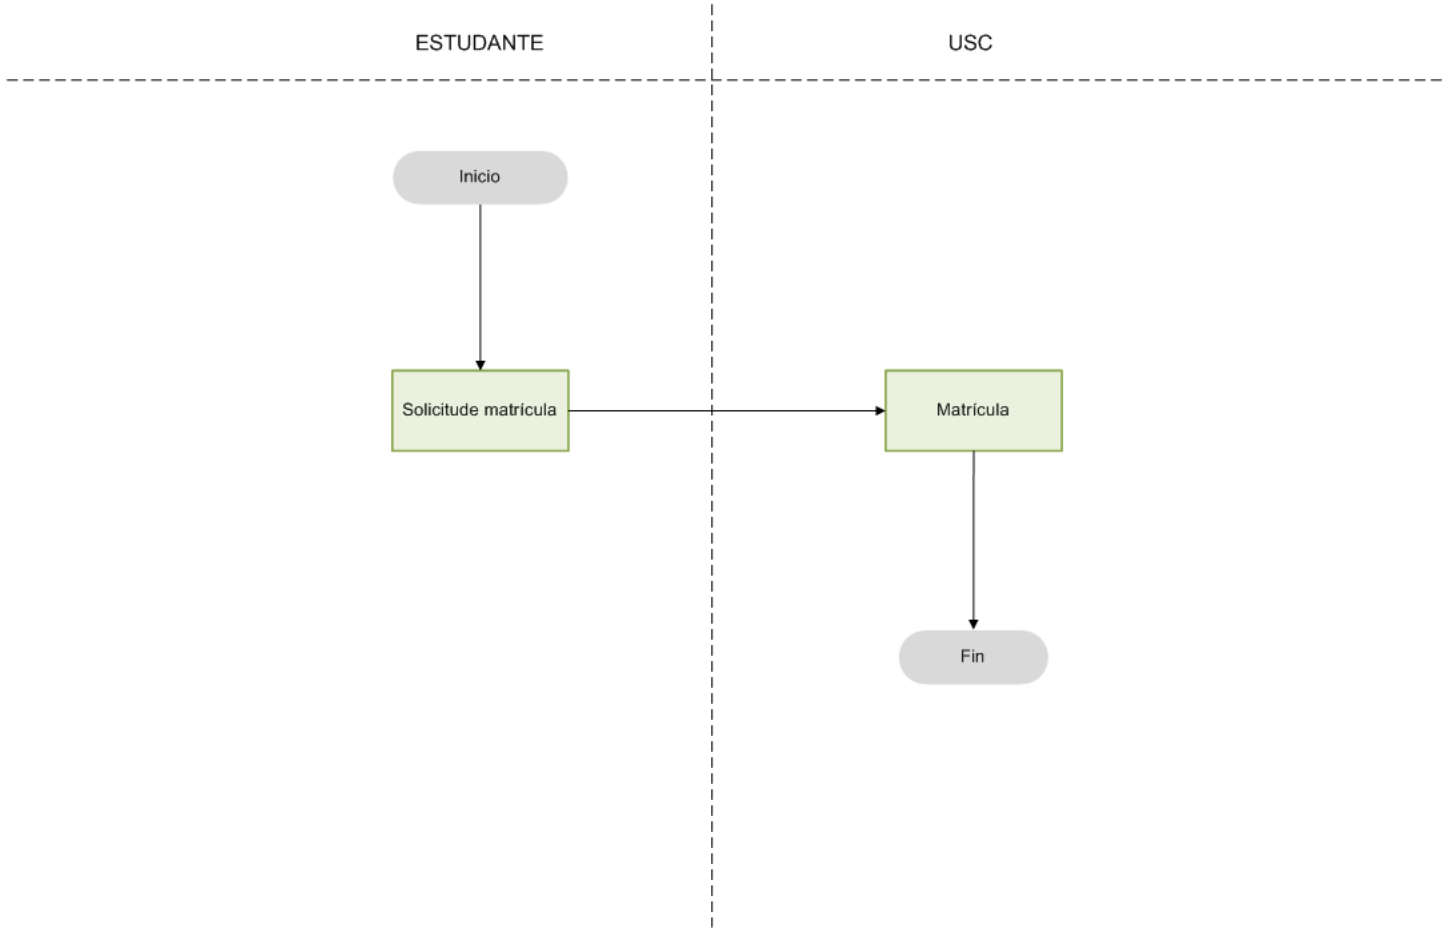 ESTUDANTE
USC
Inicio
Solicitude matrícula
Matrícula
Fin